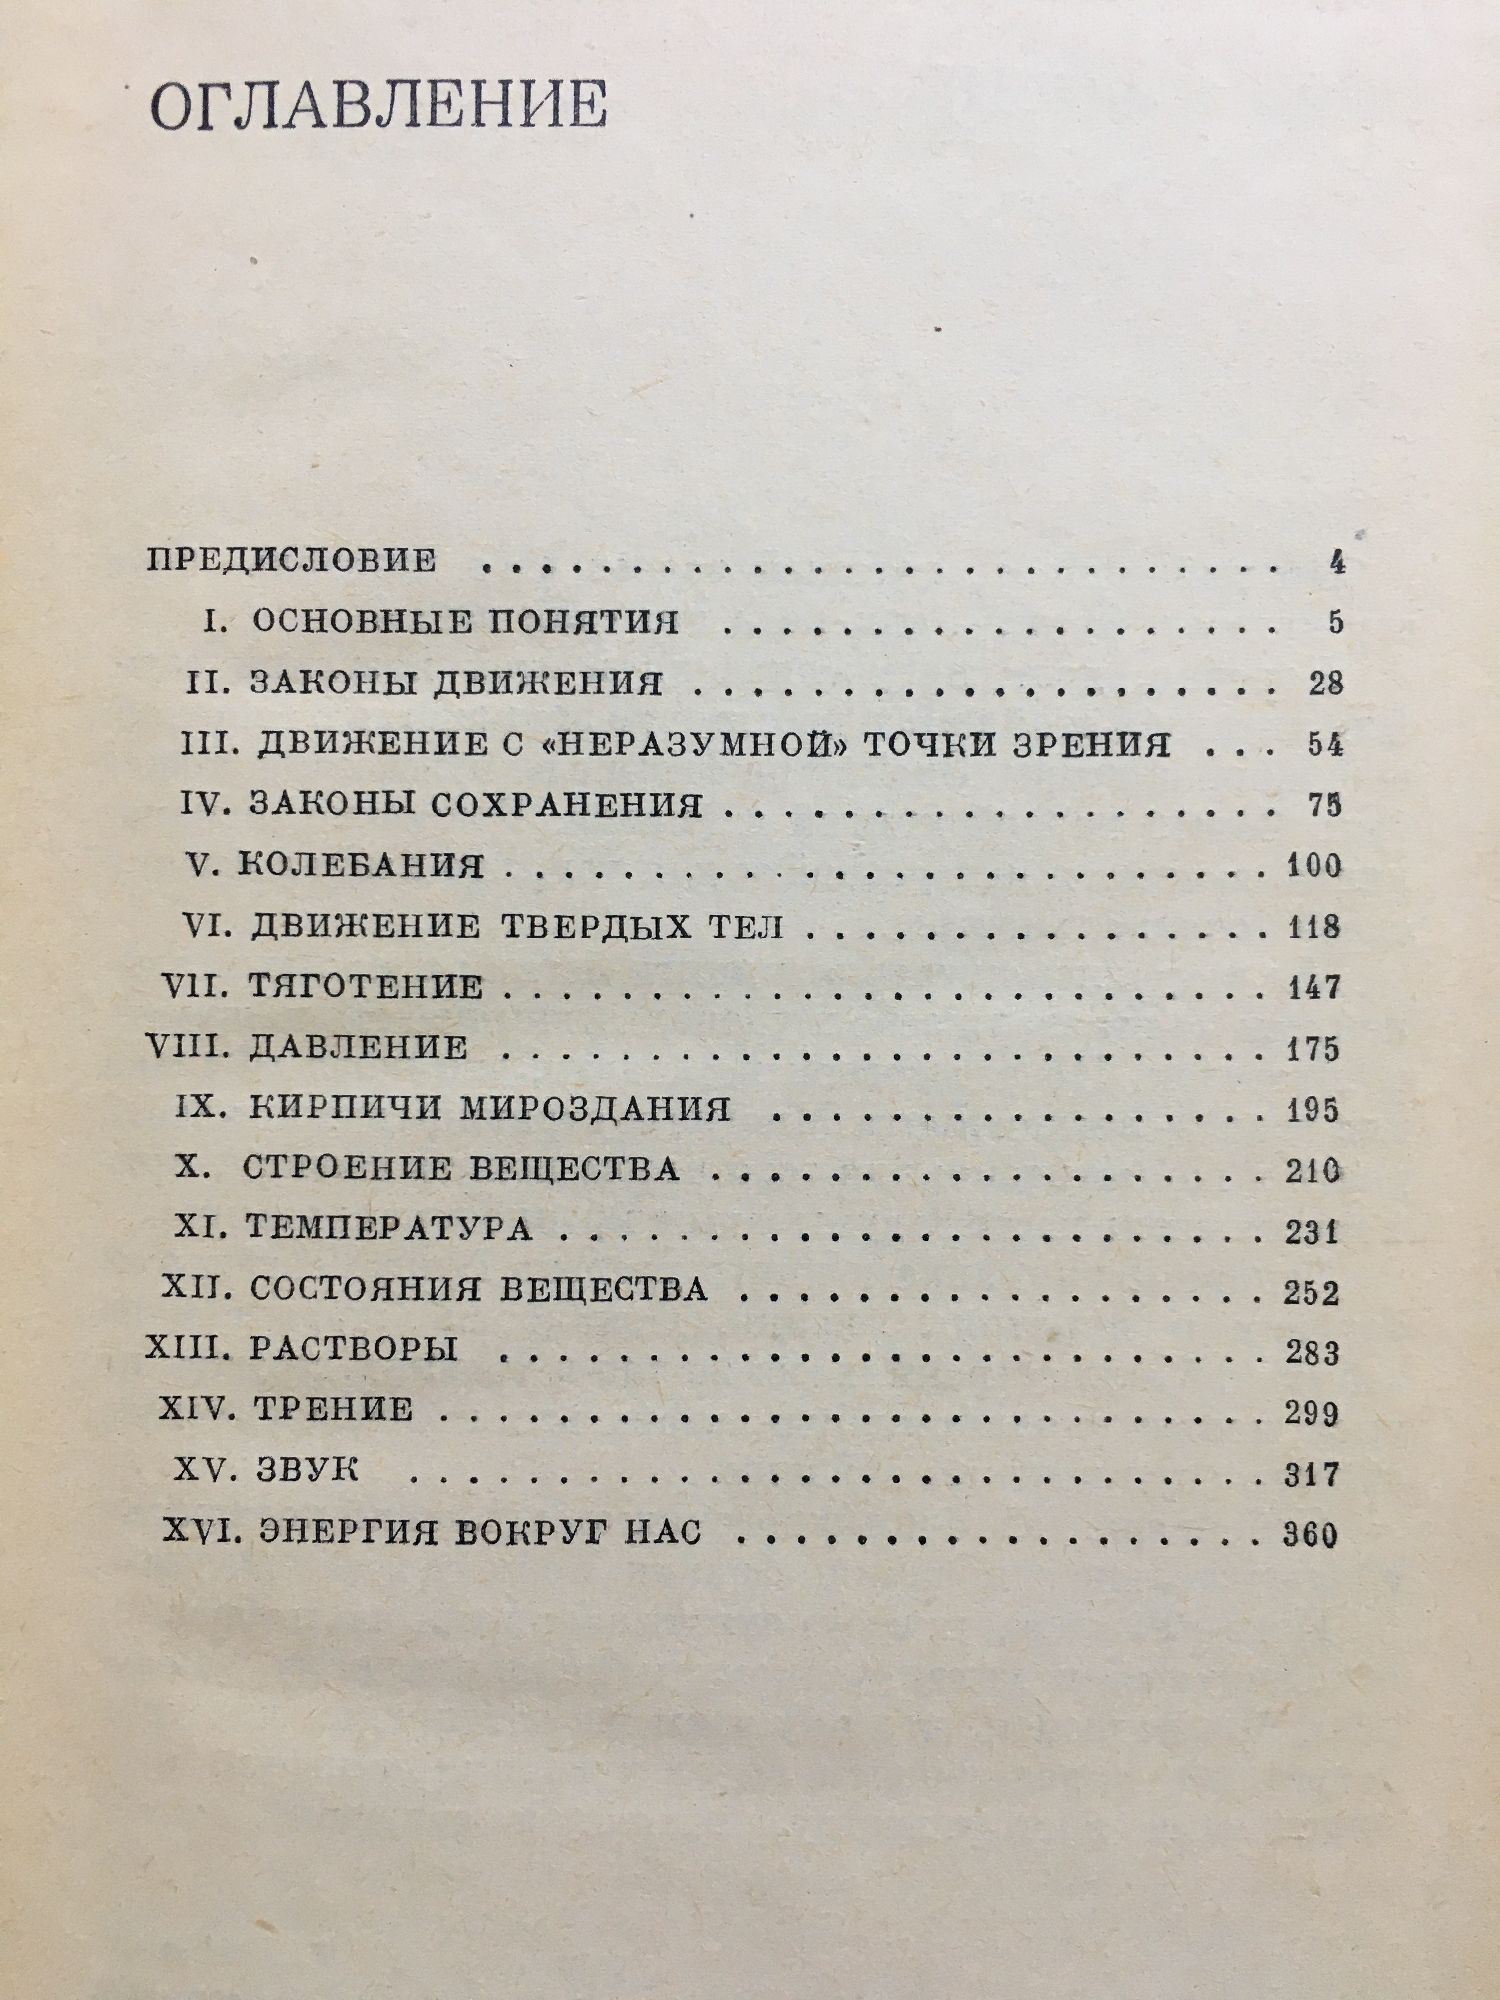 ОГЛАВЛЕНИЕ
ПРЕДИСЛОВИЕ . . . . . . . . . . . . . . . . . . . . . . . . . . . 4
I. ОСНОВНЫЕ ПОНЯТИЯ . . . . . . . . . . . . . . . . . . . 5
II. ЗАКОНЫ ДВИЖЕНИЯ . . . . . . . . . . . . . . . . . . . . 28
III. ДВИЖЕНИЕ С «НЕРАЗУМНОЙ» ТОЧКИ ЗРЕНИЯ . . . 54
IV. ЗАКОНЫ СОХРАНЕНИЯ . . . . . . . . . . . . . . . . . . . 75
V. КОЛЕБАНИЯ . . . . . . . . . . . . . . . . . . . . . . . . . . 100
VI. ДВИЖЕНИЕ ТВЕРДЫХ ТЕЛ . . . . . . . . . . . . . . . . 118
VII. ТЯГОТЕНИЕ . . . . . . . . . . . . . . . . . . . . . . . . . . 147
VIII. ДАВЛЕНИЕ . . . . . . . . . . . . . . . . . . . . . . . . . . 175
IX. КИРПИЧИ МИРОЗДАНИЯ . . . . . . . . . . . . . . . . . 195
X. СТРОЕНИЕ ВЕЩЕСТВА . . . . . . . . . . . . . . . . . . . 210
XI. ТЕМПЕРАТУРА . . . . . . . . . . . . . . . . . . . . . . . . 231
XII. СОСТОЯНИЯ ВЕЩЕСТВА . . . . . . . . . . . . . . . . . . 252
XIII. РАСТВОРЫ . . . . . . . . . . . . . . . . . . . . . . . . . . 283
XIV. ТРЕНИЕ . . . . . . . . . . . . . . . . . . . . . . . . . . . . 299
XV. ЗВУК . . . . . . . . . . . . . . . . . . . . . . . . . . . . . 317
XVI. ЭНЕРГИЯ ВОКРУГ НАС . . . . . . . . . . . . . . . . . . 360